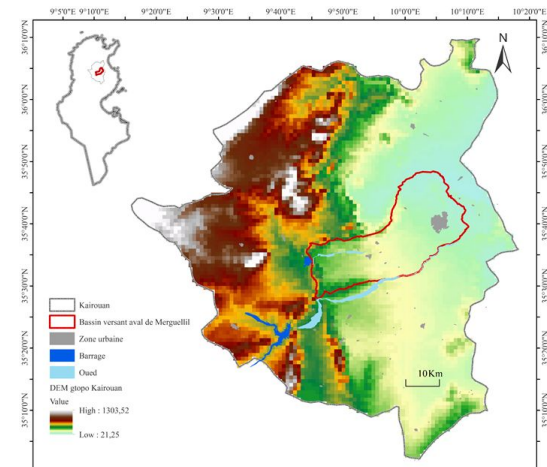 9°5'0"E 9°10'0"E 9°20'0"E 9°30'0"E 9°40'0"E 9°50'0"E 10°0'0"E 10°10'0"E 10°20'0"E
36°10'0"N
36°0'0"N
35°50'0"N
35°40'0"N
35°30'0"N
35°20'0"N
35°10'0"N
N
Kairouan
Bassin versant aval de Merguellil
Zone urbaine
Barrage
Oued
DEM gtopo Kairouan
Value
High : 1303,52
Low : 21,25
10Km